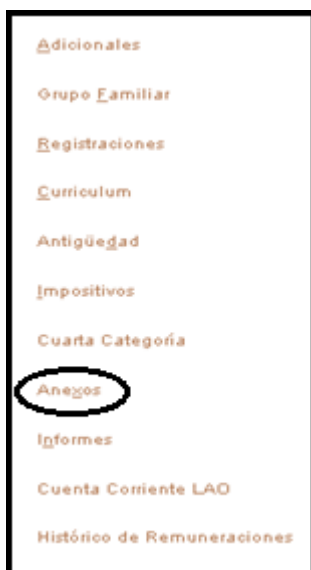 Adicionales
Grupo Familiar
Registraciones
Curriculum
Antigüedad
Impositivos
Cuarta Categoría
Anexos
Informes
Cuenta Corriente LAO
Histórico de Remuneraciones